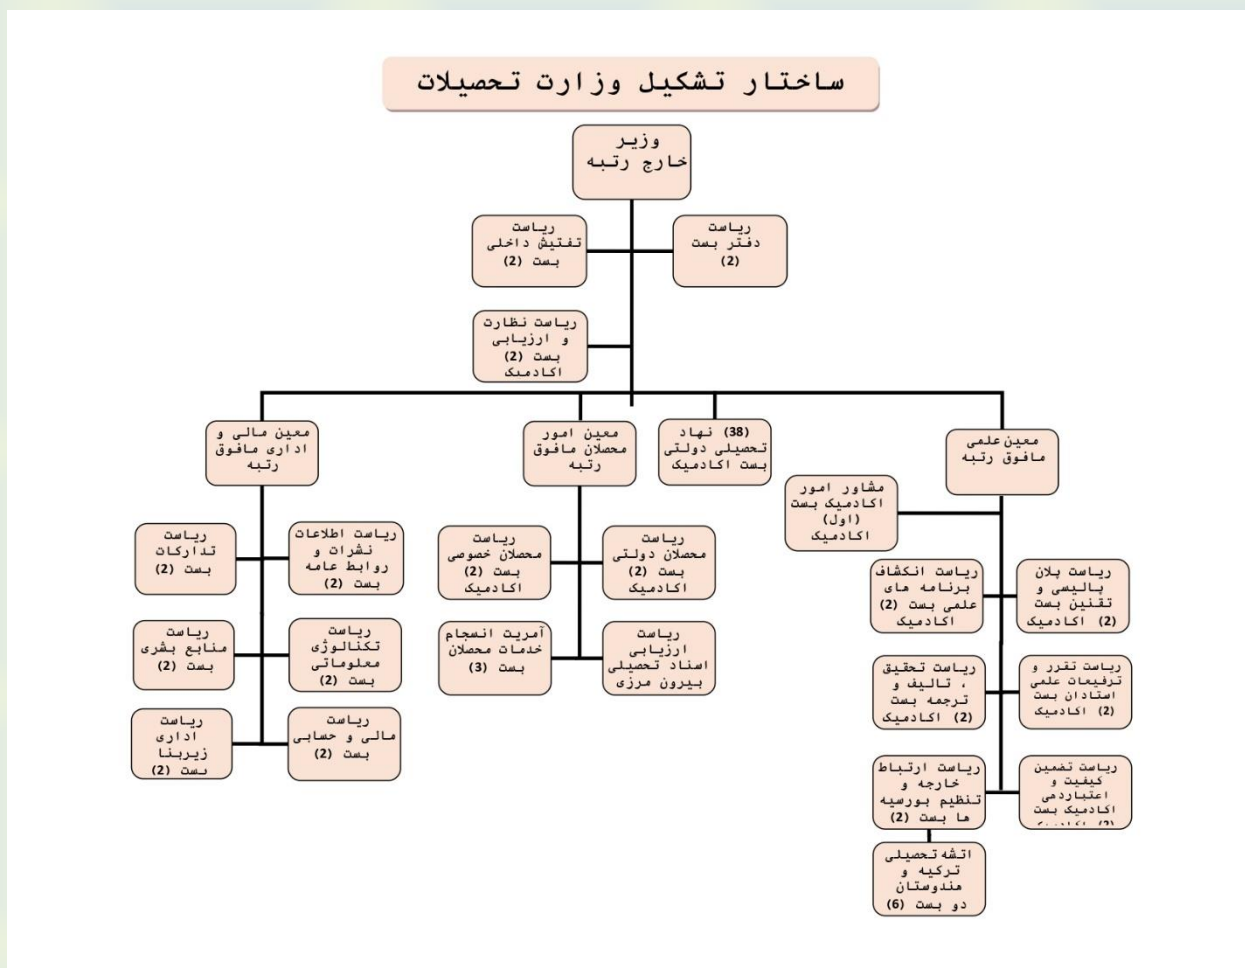 ساختار تشکیل وزارت تحصیلات
وزیر
خارج رتبه
ریاست
دفتر بست
(2)
ریاست
تفتیش داخلی
بست (2)
ریاست نظارت
و ارزیابی
بست (2)
اکادمیک
معین علمی
مافوق رتبه
(38) نهاد
تحصیلی دولتی
بست اکادمیک
معین امور
محصلان مافوق
رتبه
معین مالی و
اداری مافوق
رتبه
مشاور امور
اکادمیک بست
(اول)
اکادمیک
ریاست پلان
پالیسی و
تقنین بست
(2) اکادمیک
ریاست انکشاف
برنامه های
علمی بست (2)
اکادمیک
ریاست تقرر و
ترفیعات علمی
استادان بست
(2) اکادمیک
ریاست تحقیق
، تالیف و
ترجمه بست
(2) اکادمیک
ریاست تضمین
کیفیت و
اعتباردهی
اکادمیک بست
(2) اکادمیک
ریاست ارتباط
خارجه و
تنظیم بورسیه
ها بست (2)
اتشه تحصیلی
ترکیه و
هندوستان
دو بست (6)
ریاست
محصلان دولتی
بست (2)
اکادمیک
ریاست
محصلان خصوصی
بست (2)
اکادمیک
ریاست
ارزیابی
اسناد تحصیلی
بیرون مرزی
آمریت انسجام
خدمات محصلان
بست (3)
ریاست اطلاعات
نشرات و
روابط عامه
بست (2)
ریاست
تدارکات
بست (2)
ریاست
تکنالوژی
معلوماتی
بست (2)
ریاست
منابع بشری
بست (2)
ریاست
مالی و حسابی
بست (2)
ریاست
اداری
زیربنا
بست (2)